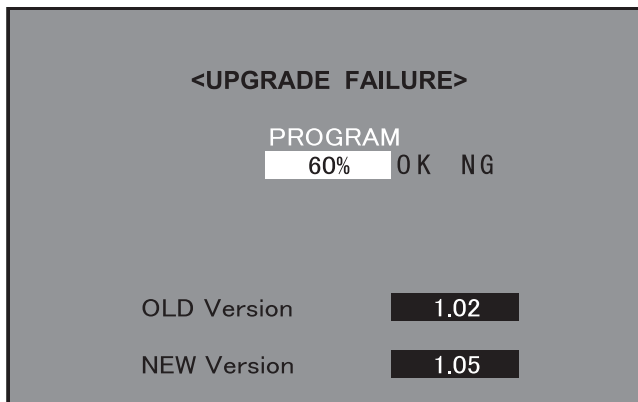 <UPGRADE FAILURE>
PROGRAM
60% OK NG
OLD Version 1.02
NEW Version 1.05